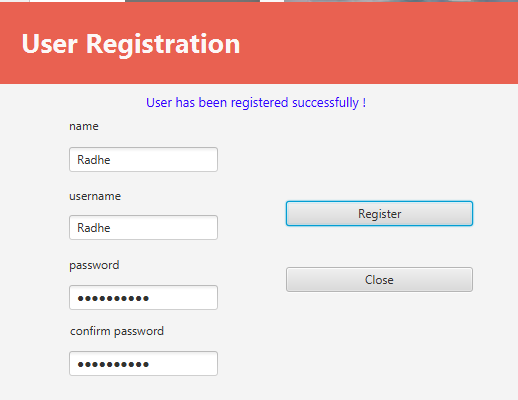 User Registration
User has been registered successfully !
name
Radhe
username
Radhe
Register
password
●●●●●●●●●●
Close
confirm password
●●●●●●●●●●